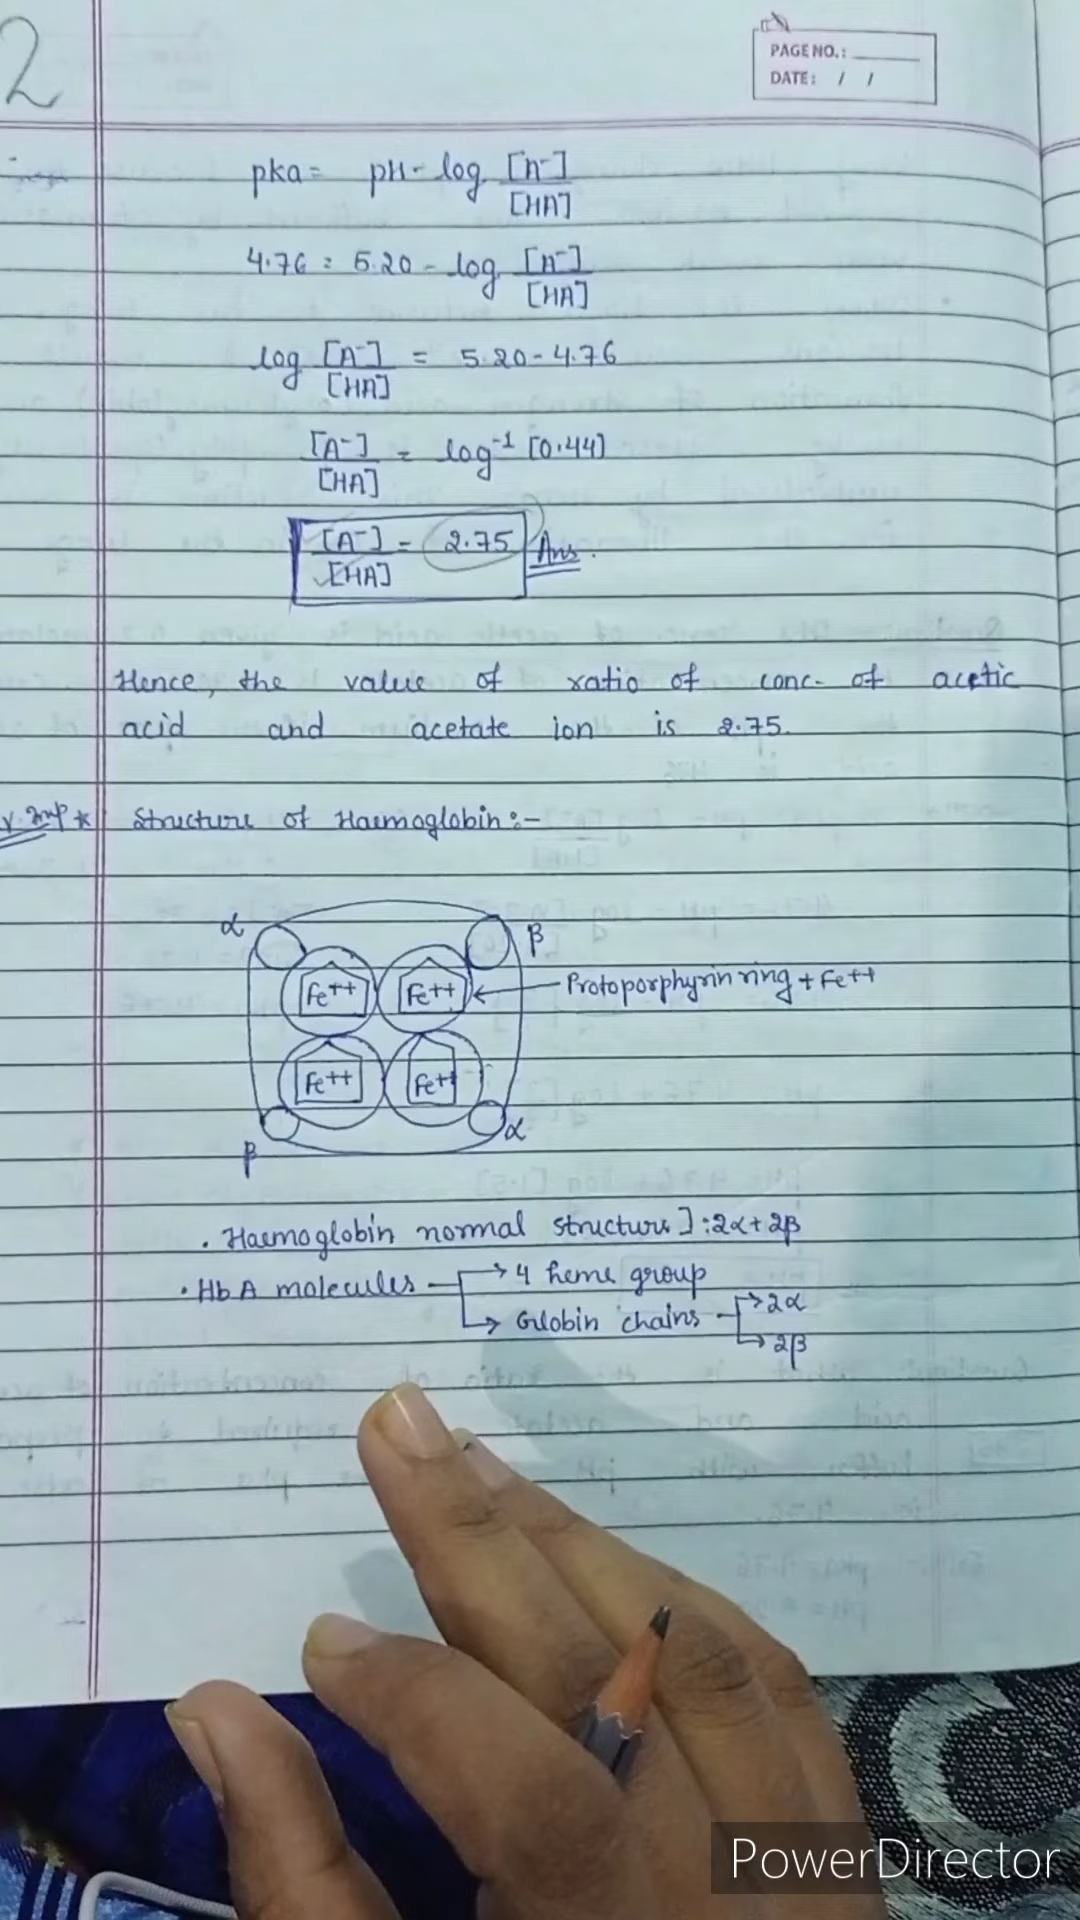 2
PAGE NO.:
DATE: / /
pka = pH - log [A-]/[HA]
4.76 = 5.20 - log [A-]/[HA]
log [A-]/[HA] = 5.20 - 4.76
[A-]/[HA] = log-1 [0.44]
[A-]/[HA] = 2.75 Ans.
Hence, the value of ratio of conc. of acetic
acid and acetate ion is 2.75.
V. Imp * Structure of Haemoglobin :-
α β
Fe++ Fe++ ← Protoporphyrin ring + Fe++
Fe++ Fe++
β α
. Haemoglobin normal structure] : 2α + 2β
. HbA molecules → 4 heme group
→ Globin chains → 2α
→ 2β
PowerDirector